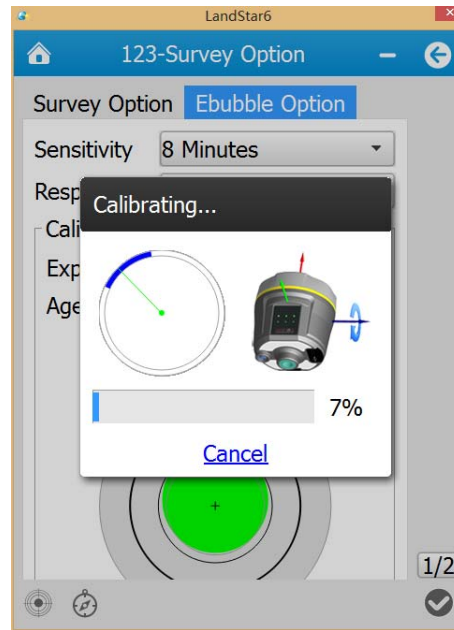 LandStar6
123-Survey Option
Survey Option Ebubble Option
Sensitivity 8 Minutes
Resp
Calibrating...
Cali
Exp
Age
7%
Cancel
1/2